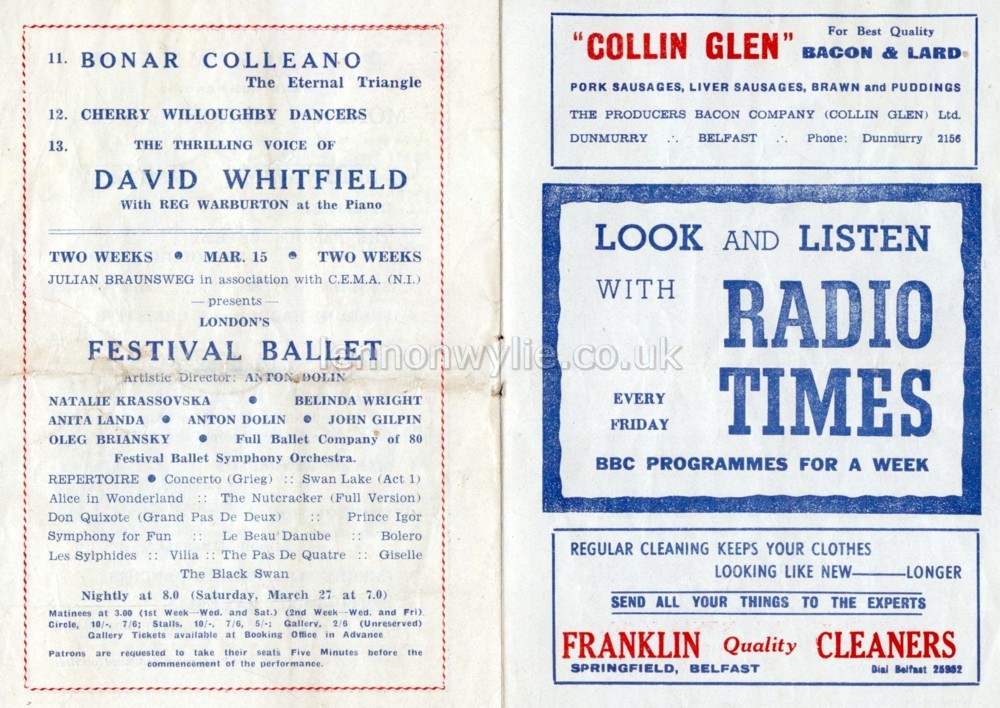 11. BONAR COLLEANO
The Eternal Triangle
12. CHERRY WILLOUGHBY DANCERS
13. THE THRILLING VOICE OF
DAVID WHITFIELD
With REG WARBURTON at the Piano
TWO WEEKS ● MAR. 15 ● TWO WEEKS
JULIAN BRAUNSWEG in association with C.E.M.A. (N.I.)
— presents —
LONDON'S
FESTIVAL BALLET
Artistic Director: ANTON DOLIN
NATALIE KRASSOVSKA ● BELINDA WRIGHT
ANITA LANDA ● ANTON DOLIN ● JOHN GILPIN
OLEG BRIANSKY ● Full Ballet Company of 80
Festival Ballet Symphony Orchestra.
REPERTOIRE ● Concerto (Grieg) :: Swan Lake (Act 1)
Alice in Wonderland :: The Nutcracker (Full Version)
Don Quixote (Grand Pas De Deux) :: Prince Igor
Symphony for Fun :: Le Beau Danube :: Bolero
Les Sylphides :: Vilia :: The Pas De Quatre :: Giselle
The Black Swan
Nightly at 8.0 (Saturday, March 27 at 7.0)
Matinees at 3.00 (1st Week—Wed. and Sat.) (2nd Week—Wed. and Fri)
Circle, 10/-, 7/6; Stalls, 10/-, 7/6, 5/-; Gallery, 2/6 (Unreserved)
Gallery Tickets available at Booking Office in Advance
Patrons are requested to take their seats Five Minutes before the
commencement of the performance.
"COLLIN GLEN" For Best Quality
BACON & LARD
PORK SAUSAGES, LIVER SAUSAGES, BRAWN and PUDDINGS
THE PRODUCERS BACON COMPANY (COLLIN GLEN) Ltd.
DUNMURRY ∴ BELFAST ∴ Phone: Dunmurry 2156
LOOK AND LISTEN
WITH RADIO
TIMES
EVERY
FRIDAY
BBC PROGRAMMES FOR A WEEK
REGULAR CLEANING KEEPS YOUR CLOTHES
LOOKING LIKE NEW———LONGER
SEND ALL YOUR THINGS TO THE EXPERTS
FRANKLIN Quality CLEANERS
SPRINGFIELD, BELFAST Dial Belfast 25952
lennonwylie.co.uk